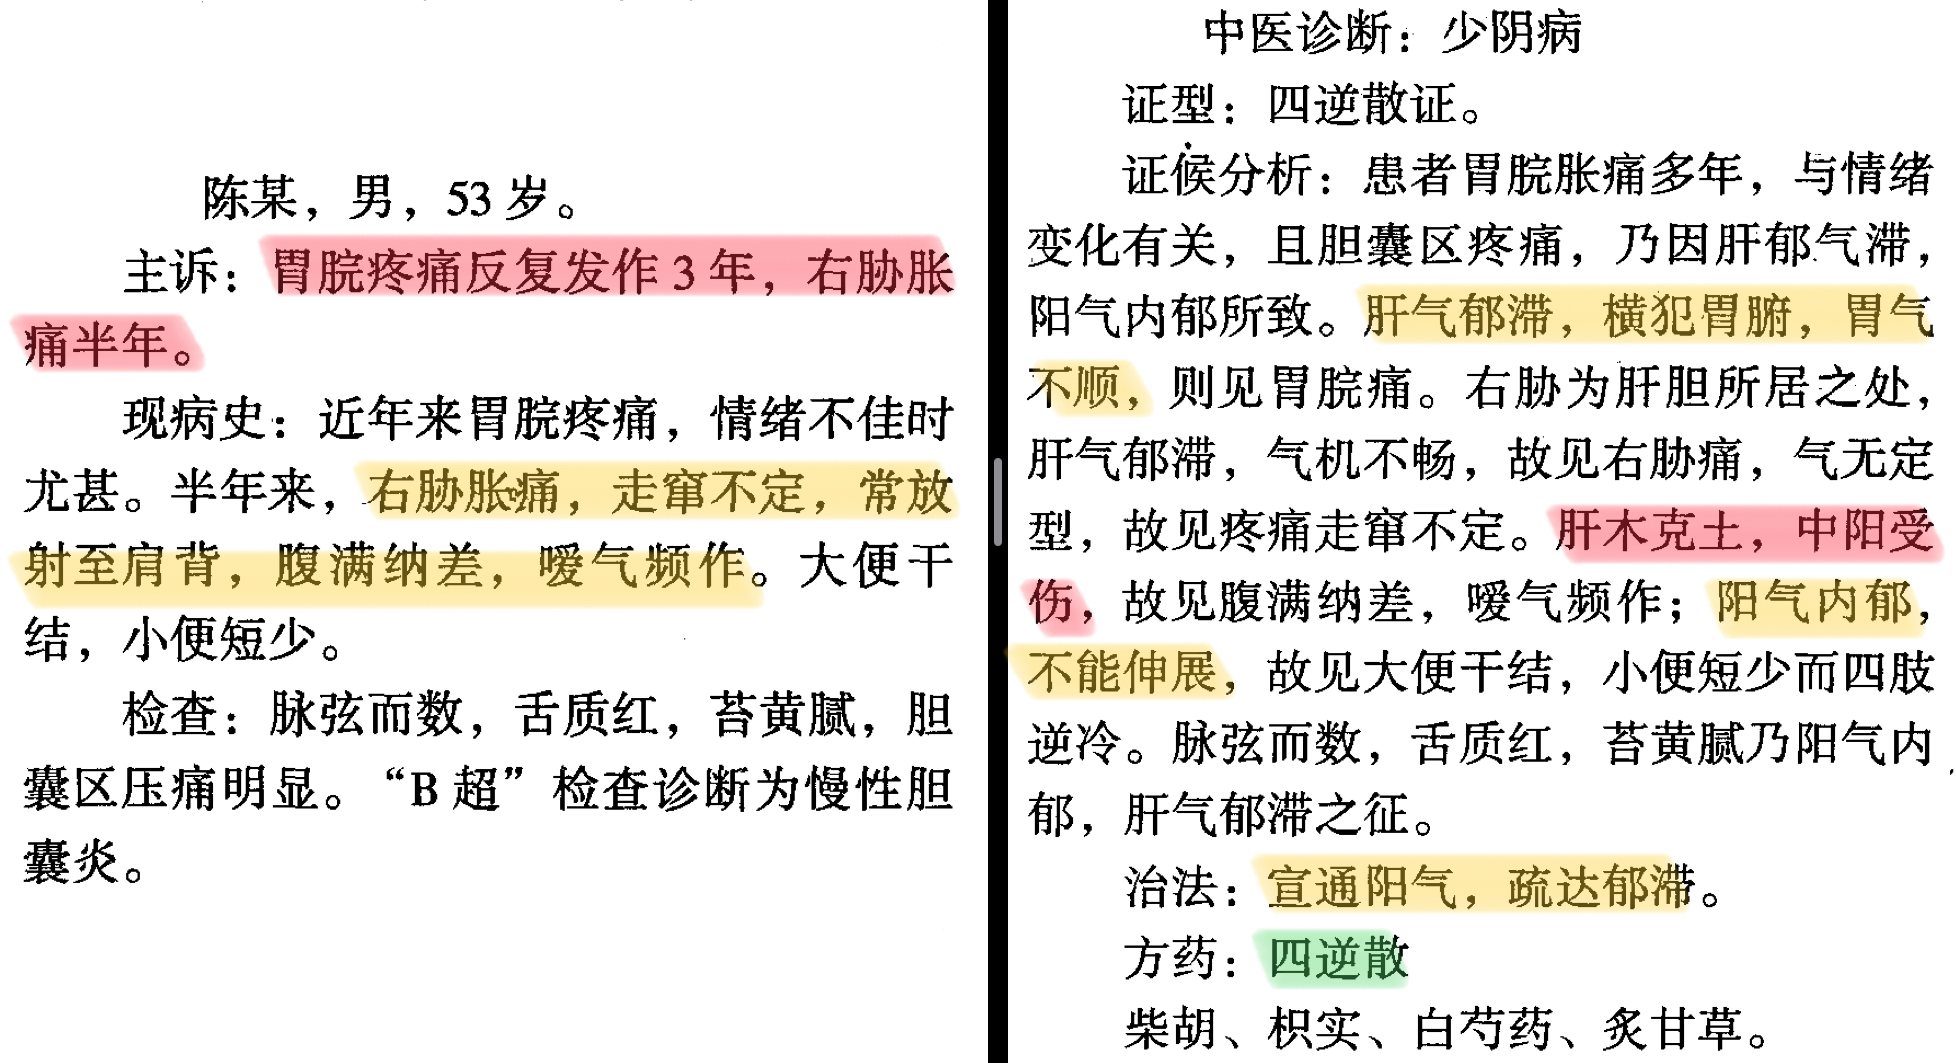 陈某，男，53岁。
主诉：胃脘疼痛反复发作3年，右胁胀
痛半年。
现病史：近年来胃脘疼痛，情绪不佳时
尤甚。半年来，右胁胀痛，走窜不定，常放
射至肩背，腹满纳差，嗳气频作。大便干
结，小便短少。
检查：脉弦而数，舌质红，苔黄腻，胆
囊区压痛明显。“B超”检查诊断为慢性胆
囊炎。
中医诊断：少阴病
证型：四逆散证。
证候分析：患者胃脘胀痛多年，与情绪
变化有关，且胆囊区疼痛，乃因肝郁气滞，
阳气内郁所致。肝气郁滞，横犯胃腑，胃气
不顺，则见胃脘痛。右胁为肝胆所居之处，
肝气郁滞，气机不畅，故见右胁痛，气无定
型，故见疼痛走窜不定。肝木克土，中阳受
伤，故见腹满纳差，嗳气频作；阳气内郁，
不能伸展，故见大便干结，小便短少而四肢
逆冷。脉弦而数，舌质红，苔黄腻乃阳气内
郁，肝气郁滞之征。
治法：宣通阳气，疏达郁滞。
方药：四逆散
柴胡、枳实、白芍药、炙甘草。